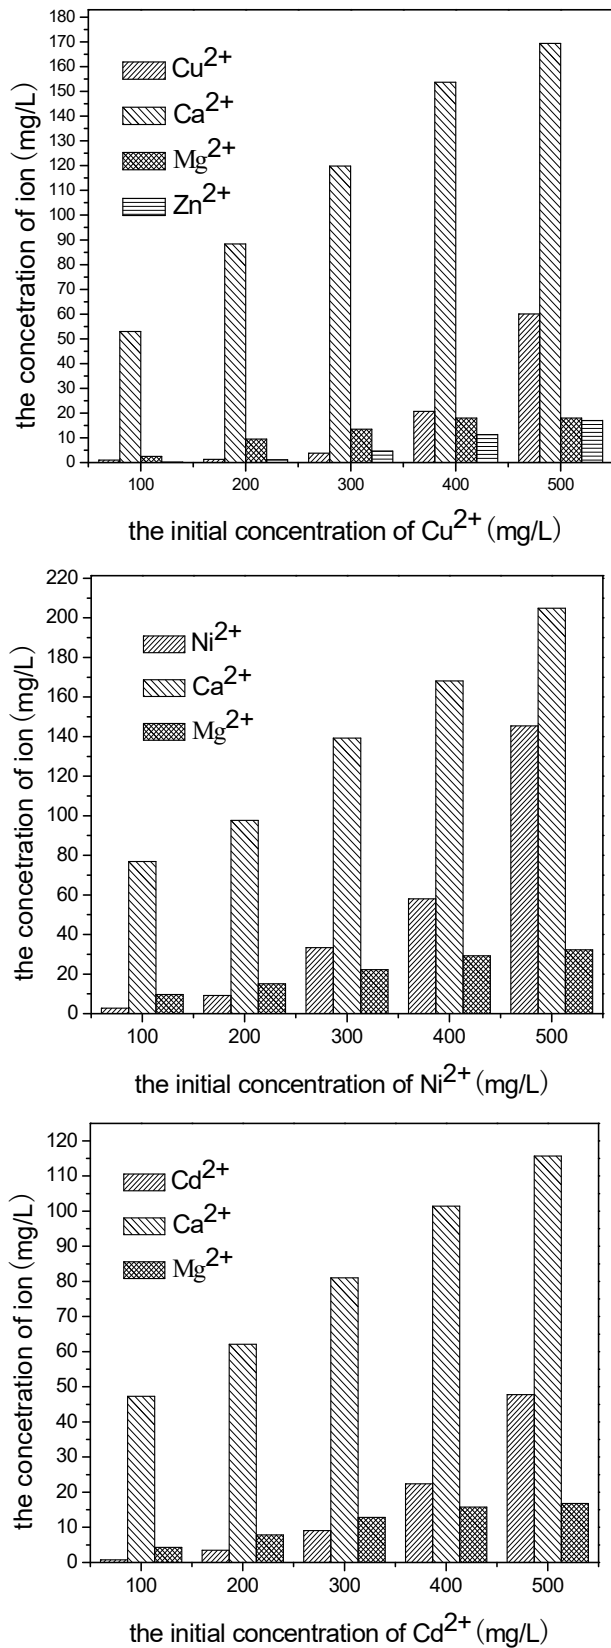 180
170
160
150
140
130
120
110
100
90
80
70
60
50
40
30
20
10
0
the concetration of ion (mg/L)
Cu2+
Ca2+
Mg2+
Zn2+
100 200 300 400 500
the initial concentration of Cu2+ (mg/L)
220
200
180
160
140
120
100
80
60
40
20
0
the concetration of ion (mg/L)
Ni2+
Ca2+
Mg2+
100 200 300 400 500
the initial concentration of Ni2+ (mg/L)
120
110
100
90
80
70
60
50
40
30
20
10
0
the concetration of ion (mg/L)
Cd2+
Ca2+
Mg2+
100 200 300 400 500
the initial concentration of Cd2+ (mg/L)